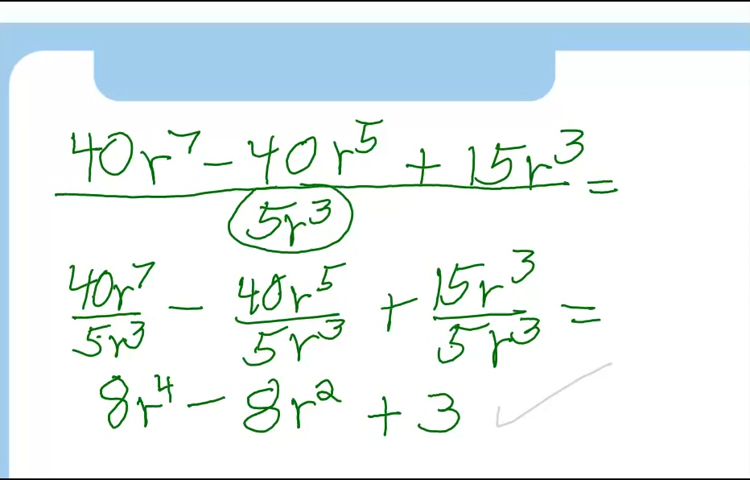 40r⁷ - 40r⁵ + 15r³ =
5r³
40r⁷ - 40r⁵ + 15r³ =
5r³ 5r³ 5r³
8r⁴ - 8r² + 3